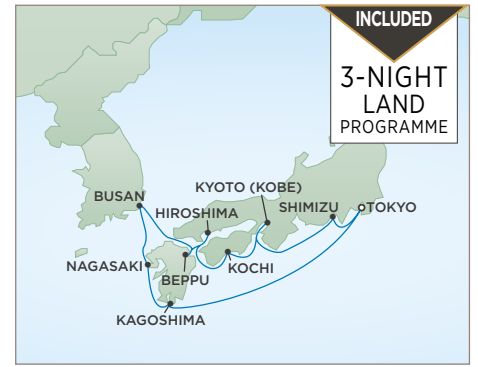 INCLUDED
3-NIGHT
LAND
PROGRAMME
KYOTO (KOBE)
BUSAN
HIROSHIMA
SHIMIZU
TOKYO
NAGASAKI
BEPPU
KOCHI
KAGOSHIMA